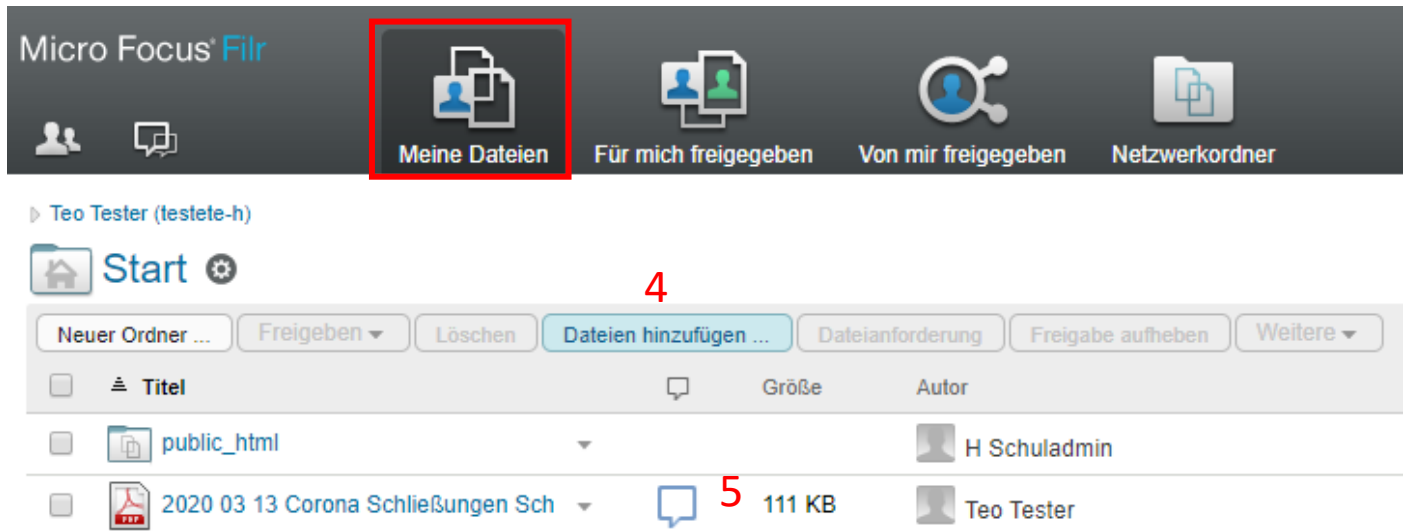 Micro Focus® Filr
Meine Dateien
Für mich freigegeben
Von mir freigegeben
Netzwerkordner
Teo Tester (testete-h)
Start
4
Neuer Ordner ... Freigeben Löschen Dateien hinzufügen ... Dateianforderung Freigabe aufheben Weitere
Titel Größe Autor
public_html H Schuladmin
PDF 2020 03 13 Corona Schließungen Sch 5 111 KB Teo Tester